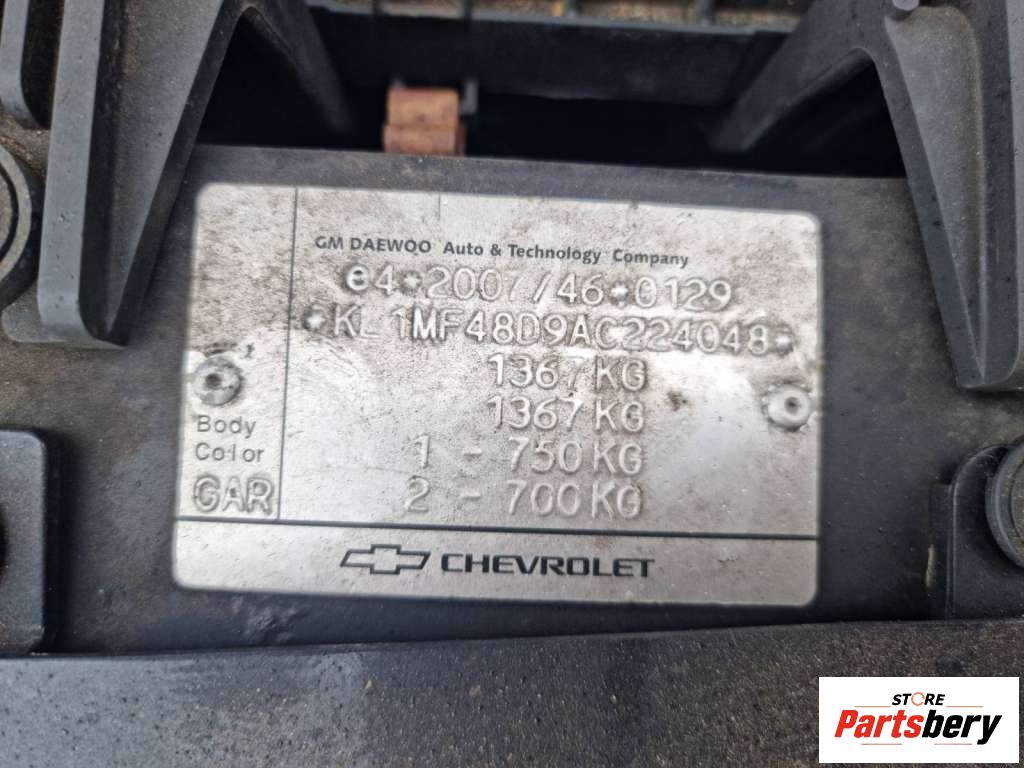 GM DAEWOO Auto & Technology Company
e4*2007/46*0129
*KL1MF48D9AC224048*
1367 KG
1367 KG
Body
Color
GAR
1 - 750 KG
2 - 700 KG
CHEVROLET
STORE
Partsbery